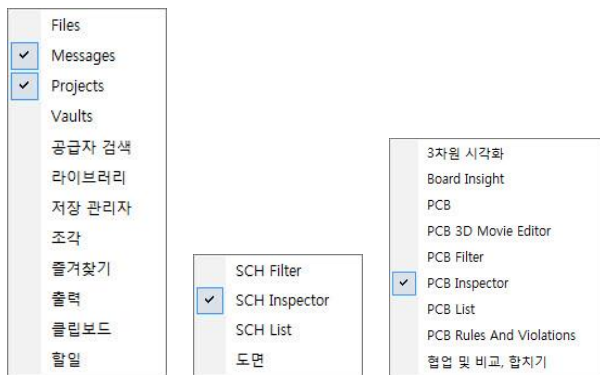 Files
Messages
Projects
Vaults
공급자 검색
라이브러리
저장 관리자
조각
즐겨찾기
출력
클립보드
할일
SCH Filter
SCH Inspector
SCH List
도면
3차원 시각화
Board Insight
PCB
PCB 3D Movie Editor
PCB Filter
PCB Inspector
PCB List
PCB Rules And Violations
협업 및 비교, 합치기